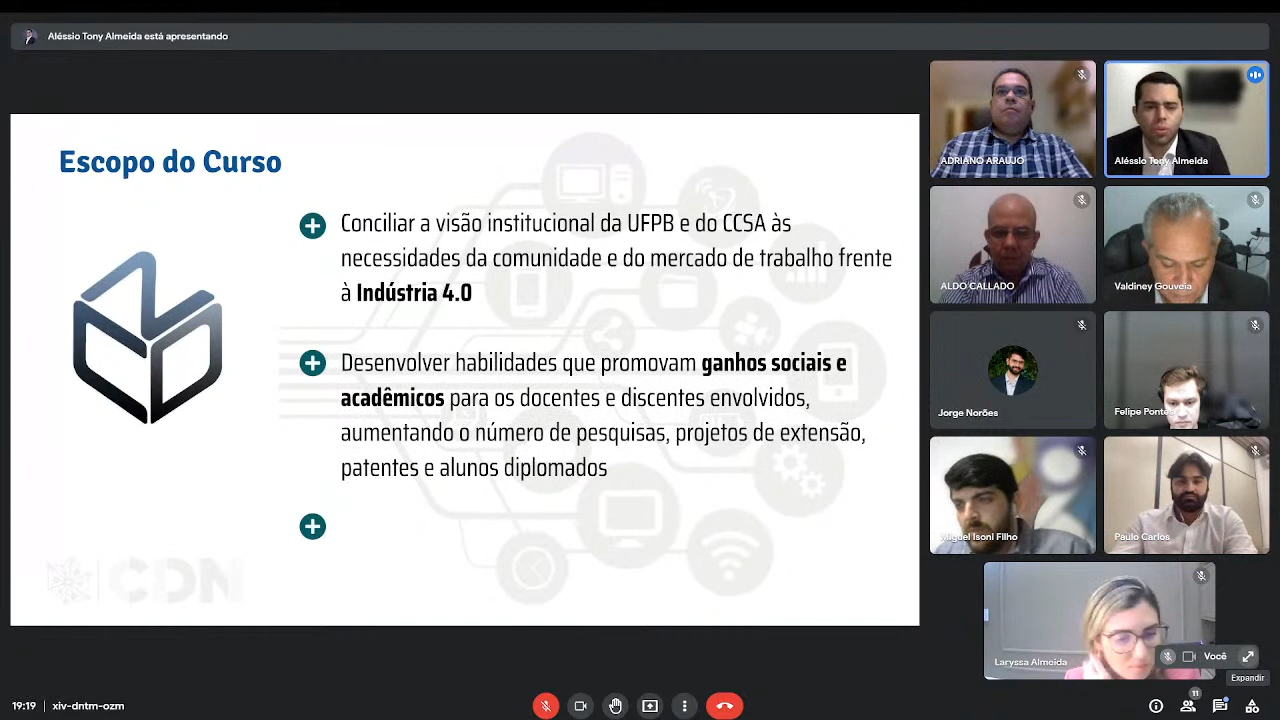 Aléssio Tony Almeida está apresentando
Escopo do Curso
Conciliar a visão institucional da UFPB e do CCSA às
necessidades da comunidade e do mercado de trabalho frente
à Indústria 4.0
Desenvolver habilidades que promovam ganhos sociais e
acadêmicos para os docentes e discentes envolvidos,
aumentando o número de pesquisas, projetos de extensão,
patentes e alunos diplomados
CDN
ADRIANO ARAUJO
Aléssio Tony Almeida
ALDO CALLADO
Valdiney Gouveia
Jorge Norões
Felipe Pontes
Miguel Isoni Filho
Paulo Carlos
Laryssa Almeida
Você
Expandir
19:19 | xiv-dntm-ozm
11